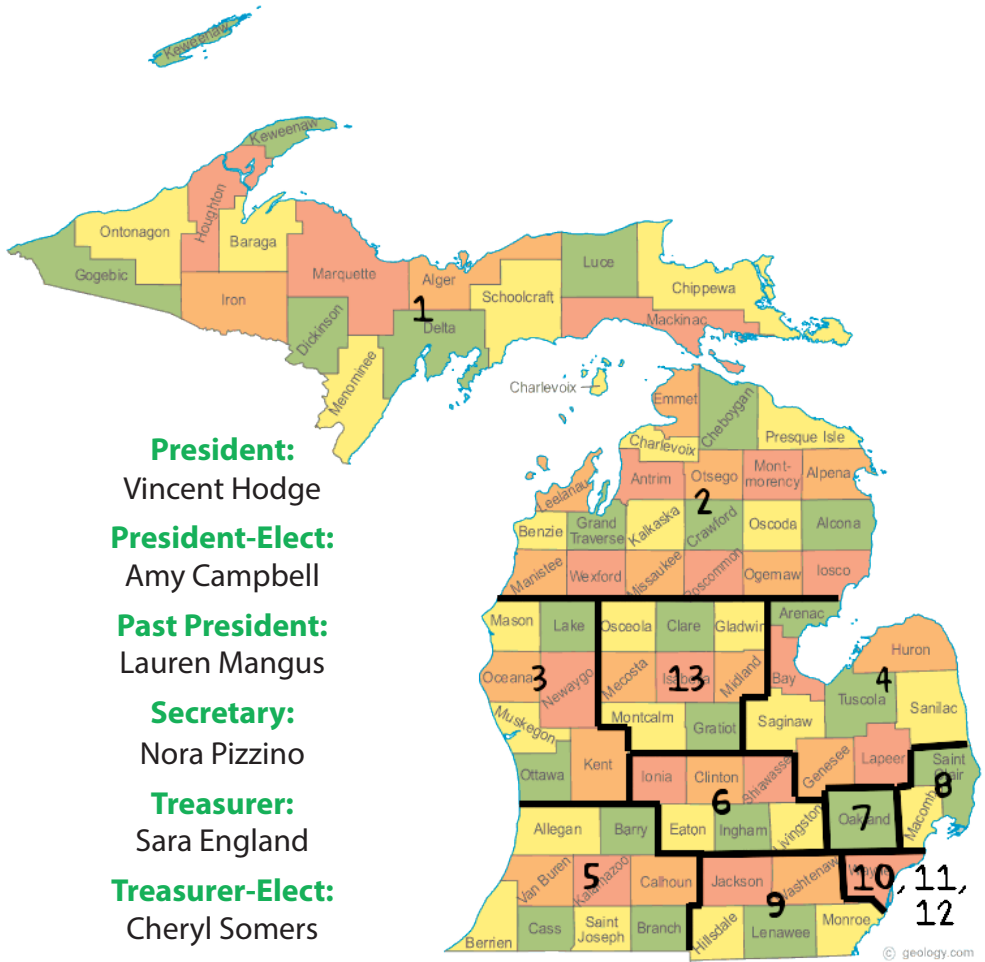 Keweenaw
Keweenaw
Houghton
Ontonagon
Baraga
Gogebic
Marquette
Iron
Alger
Luce
Chippewa
Schoolcraft
1
Dickinson
Delta
Mackinac
Menominee
Charlevoix
Emmet
Cheboygan
Presque Isle
Charlevoix
Antrim
Otsego
Mont-
morency
Alpena
Leelanau
2
Benzie
Grand
Traverse
Kalkaska
Crawford
Oscoda
Alcona
Manistee
Wexford
Missaukee
Roscommon
Ogemaw
Iosco
President:
Vincent Hodge
President-Elect:
Amy Campbell
Past President:
Lauren Mangus
Secretary:
Nora Pizzino
Treasurer:
Sara England
Treasurer-Elect:
Cheryl Somers
Mason
Lake
Osceola
Clare
Gladwin
Arenac
Huron
Oceana
3
Newaygo
Mecosta
Isabella
13
Midland
Bay
4
Tuscola
Sanilac
Muskegon
Montcalm
Gratiot
Saginaw
Ottawa
Kent
Ionia
Clinton
Shiawassee
Genesee
Lapeer
Saint
Clair
8
6
Allegan
Barry
Eaton
Ingham
Livingston
Oakland
7
Macomb
Van Buren
Kalamazoo
5
Calhoun
Jackson
Washtenaw
Wayne
10, 11,
12
9
Berrien
Cass
Saint
Joseph
Branch
Hillsdale
Lenawee
Monroe
© geology.com